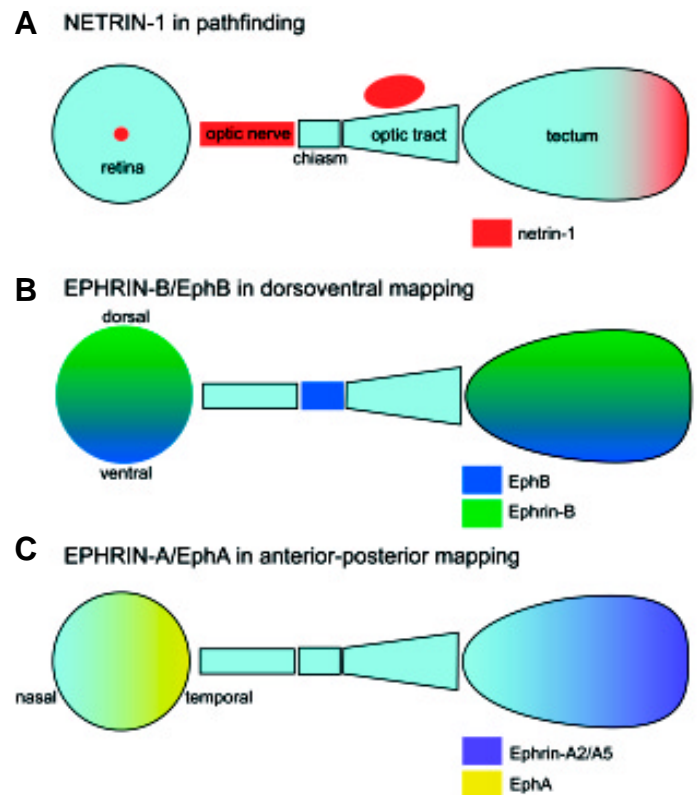 A NETRIN-1 in pathfinding
retina
optic nerve
chiasm
optic tract
tectum
netrin-1
B EPHRIN-B/EphB in dorsoventral mapping
dorsal
ventral
EphB
Ephrin-B
C EPHRIN-A/EphA in anterior-posterior mapping
nasal
temporal
Ephrin-A2/A5
EphA